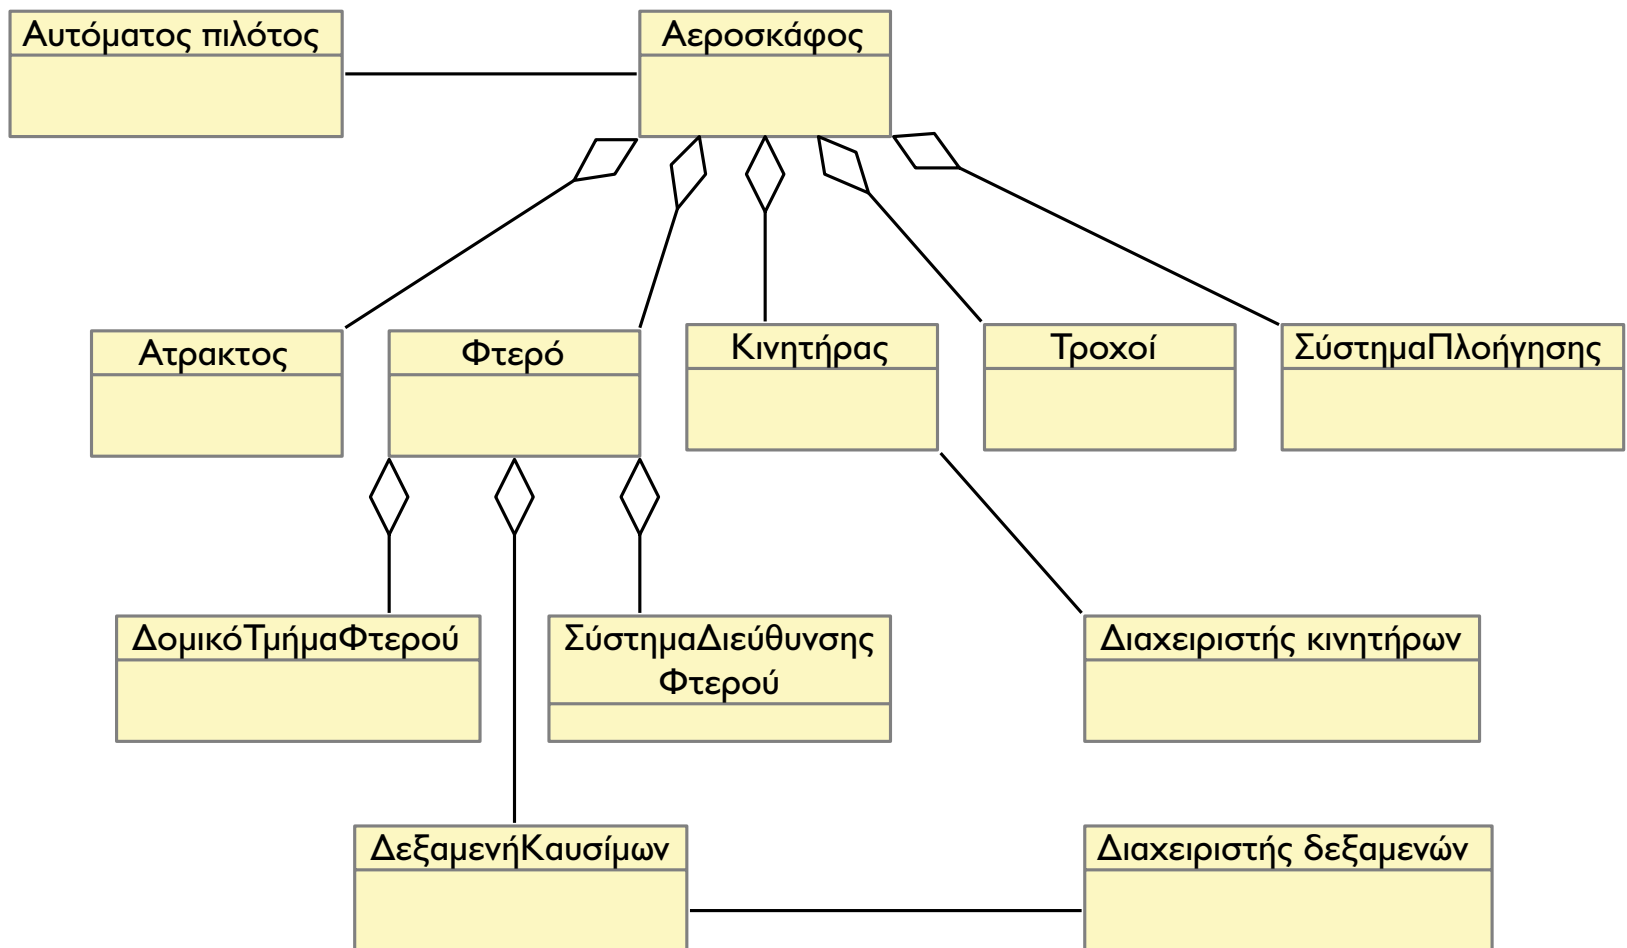 Αυτόματος πιλότος
Αεροσκάφος
Ατρακτος
Φτερό
Κινητήρας
Τροχοί
ΣύστημαΠλοήγησης
ΔομικόΤμήμαΦτερού
ΣύστημαΔιεύθυνσης
Φτερού
Διαχειριστής κινητήρων
ΔεξαμενήΚαυσίμων
Διαχειριστής δεξαμενών